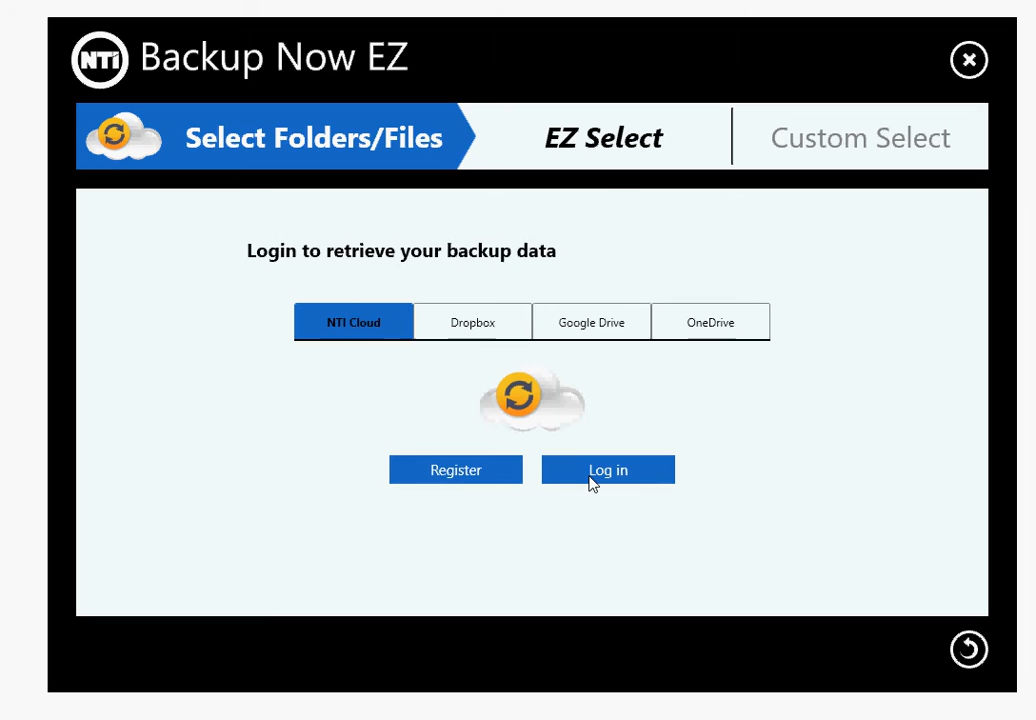 NTI Backup Now EZ
Select Folders/Files EZ Select Custom Select
Login to retrieve your backup data
NTI Cloud Dropbox Google Drive OneDrive
Register Log in